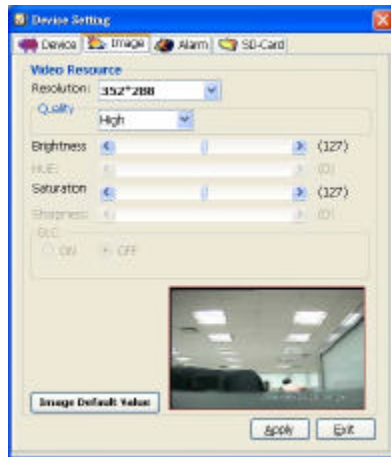 Device Setting
Device Image Alarm SD-Card
Video Resource
Resolution: 352*288
Quality
High
Brightness (127)
HUE: (0)
Saturation (127)
Sharpness: (0)
BLC
ON OFF
Image Default Value
Apply Exit